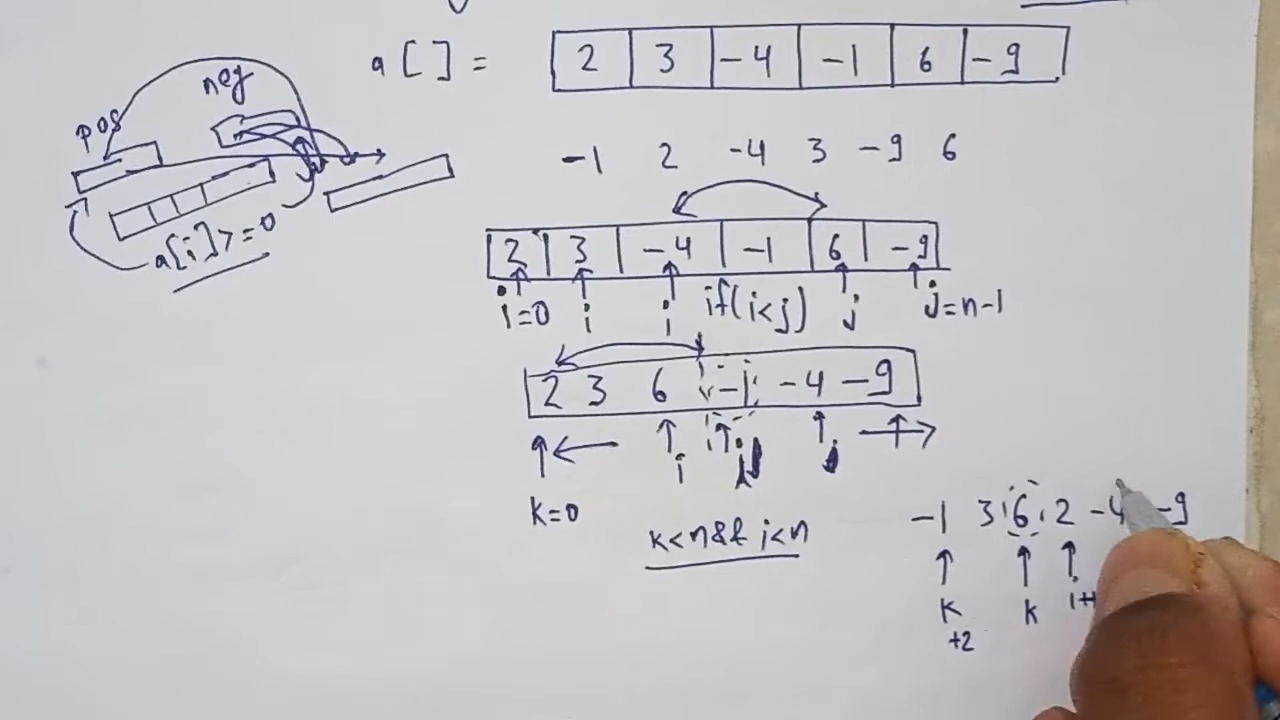 a[] = 2 3 -4 -1 6 -9
neg
pos
a[i]>=0
-1 2 -4 3 -9 6
2 3 -4 -1 6 -9
i=0 i i if(i<j) j j=n-1
2 3 6 -1 -4 -9
i i j
k=0
k<n&& i<n
-1 3 6 2 -4 -9
k k i+
+2